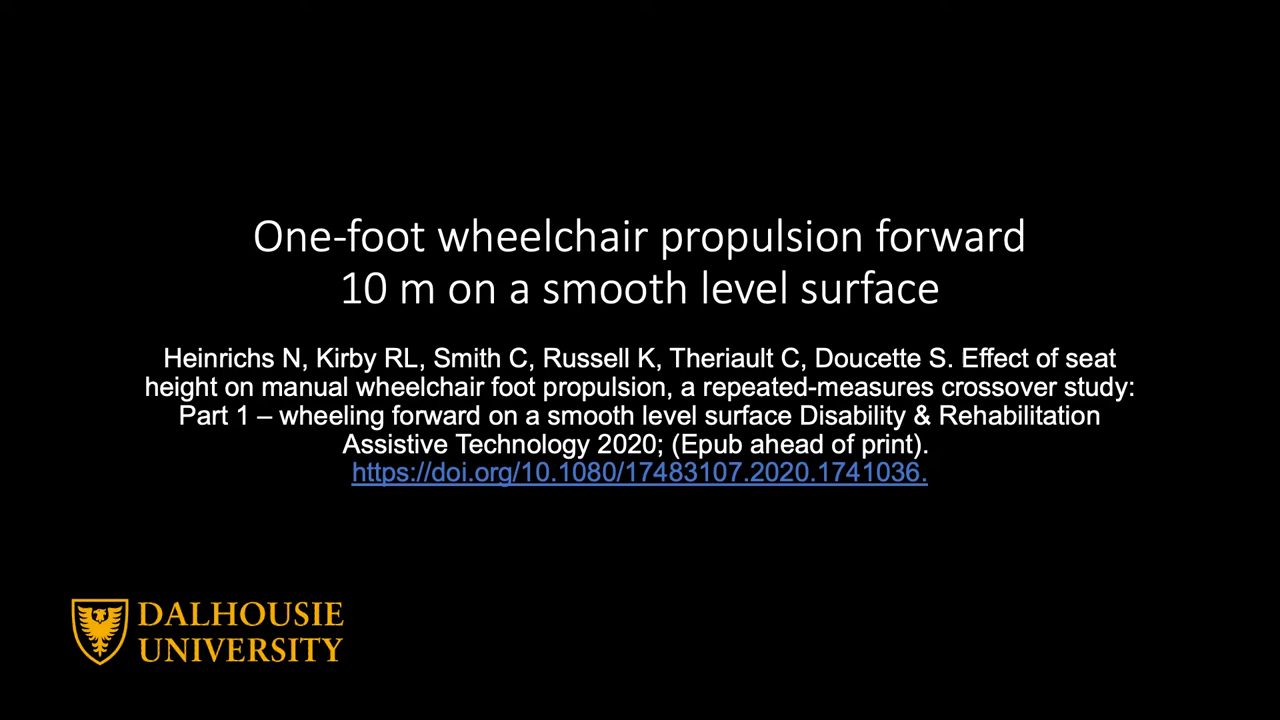 One-foot wheelchair propulsion forward
10 m on a smooth level surface
Heinrichs N, Kirby RL, Smith C, Russell K, Theriault C, Doucette S. Effect of seat
height on manual wheelchair foot propulsion, a repeated-measures crossover study:
Part 1 – wheeling forward on a smooth level surface Disability & Rehabilitation
Assistive Technology 2020; (Epub ahead of print).
https://doi.org/10.1080/17483107.2020.1741036.
DALHOUSIE
UNIVERSITY